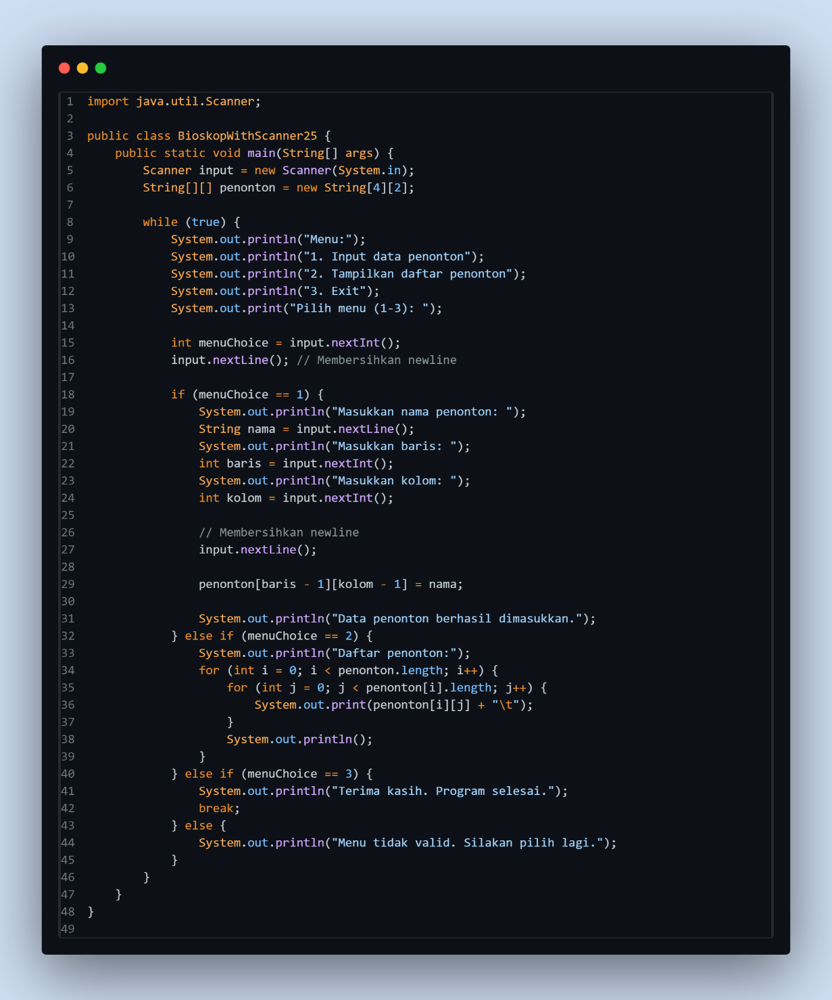 1 import java.util.Scanner;
2
3 public class BioskopWithScanner25 {
4     public static void main(String[] args) {
5         Scanner input = new Scanner(System.in);
6         String[][] penonton = new String[4][2];
7
8         while (true) {
9             System.out.println("Menu:");
10             System.out.println("1. Input data penonton");
11             System.out.println("2. Tampilkan daftar penonton");
12             System.out.println("3. Exit");
13             System.out.print("Pilih menu (1-3): ");
14
15             int menuChoice = input.nextInt();
16             input.nextLine(); // Membersihkan newline
17
18             if (menuChoice == 1) {
19                 System.out.println("Masukkan nama penonton: ");
20                 String nama = input.nextLine();
21                 System.out.println("Masukkan baris: ");
22                 int baris = input.nextInt();
23                 System.out.println("Masukkan kolom: ");
24                 int kolom = input.nextInt();
25
26                 // Membersihkan newline
27                 input.nextLine();
28
29                 penonton[baris - 1][kolom - 1] = nama;
30
31                 System.out.println("Data penonton berhasil dimasukkan.");
32             } else if (menuChoice == 2) {
33                 System.out.println("Daftar penonton:");
34                 for (int i = 0; i < penonton.length; i++) {
35                     for (int j = 0; j < penonton[i].length; j++) {
36                         System.out.print(penonton[i][j] + "\t");
37                     }
38                     System.out.println();
39                 }
40             } else if (menuChoice == 3) {
41                 System.out.println("Terima kasih. Program selesai.");
42                 break;
43             } else {
44                 System.out.println("Menu tidak valid. Silakan pilih lagi.");
45             }
46         }
47     }
48 }
49